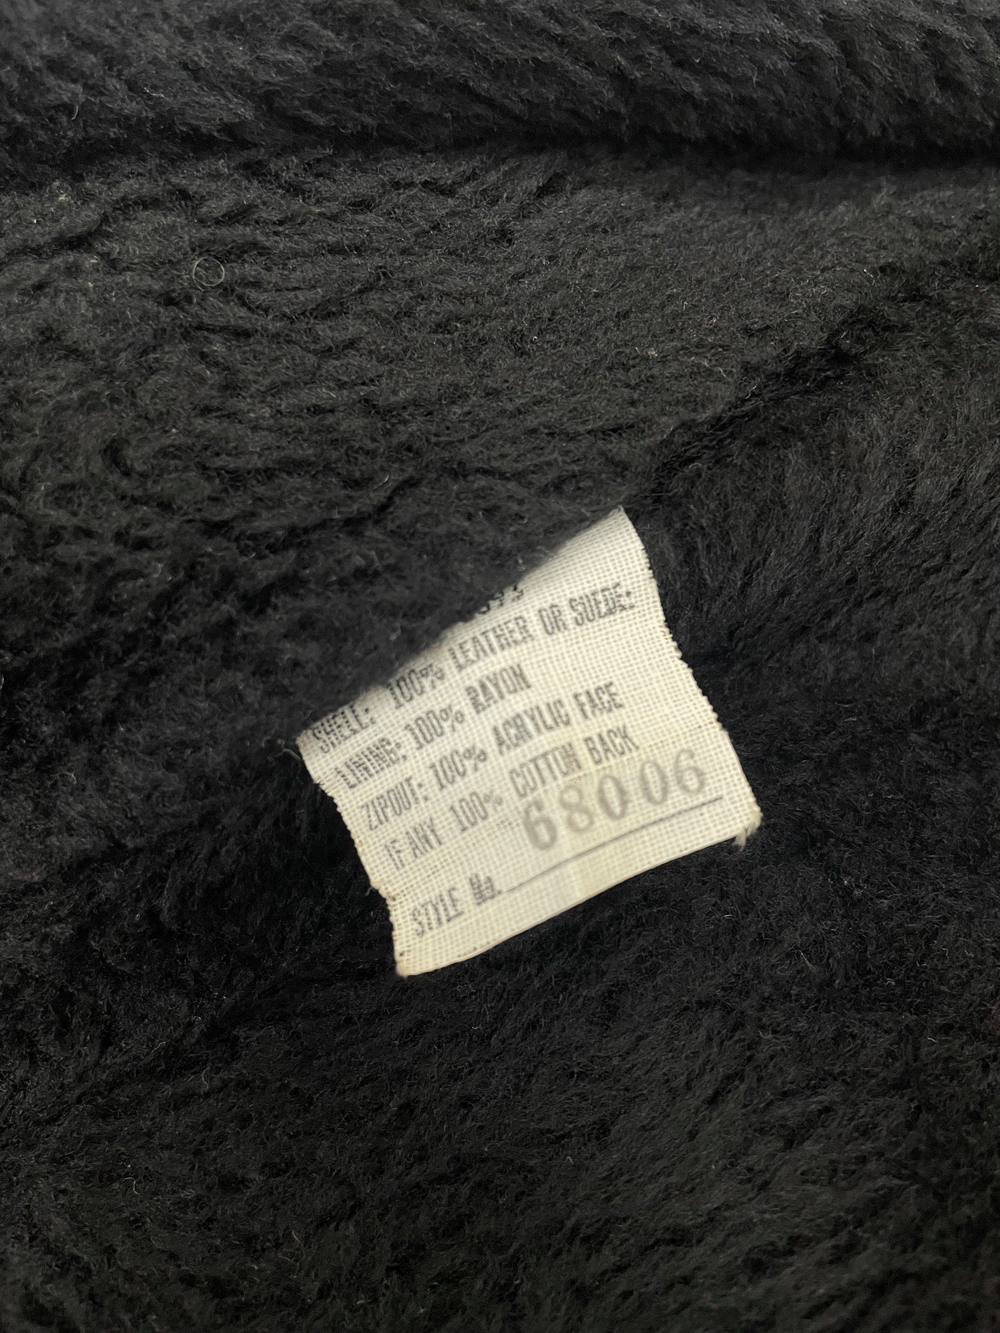 SHELL: 100% LEATHER OR SUEDE:
LINING: 100% RAYON
ZIPOUT: 100% ACRYLIC FACE
IF ANY 100% COTTON BACK
68006
STYLE No.